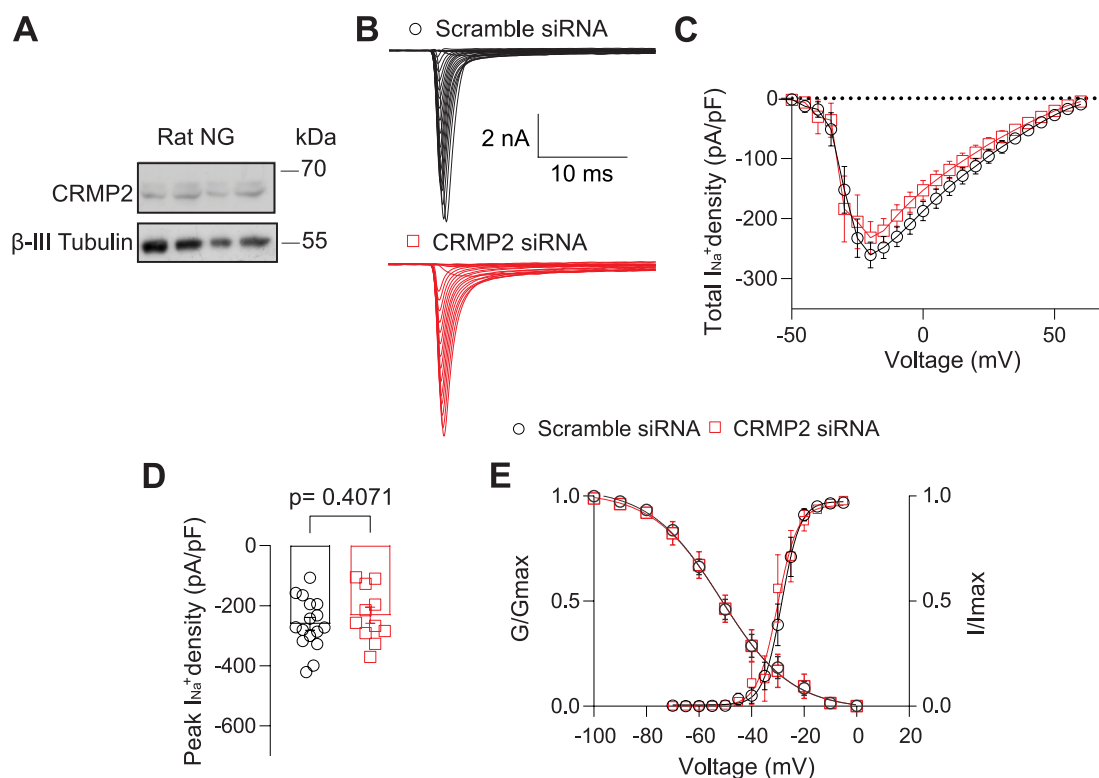 A
Rat NG
kDa
CRMP2
70
β-III Tubulin
55
B
Scramble siRNA
2 nA
10 ms
CRMP2 siRNA
C
Total INa+ density (pA/pF)
0
-100
-200
-300
-50
0
50
Voltage (mV)
Scramble siRNA
CRMP2 siRNA
D
p= 0.4071
Peak INa+ density (pA/pF)
0
-200
-400
-600
E
G/Gmax
1.0
0.5
0.0
I/Imax
1.0
0.5
0.0
-100
-80
-60
-40
-20
0
20
Voltage (mV)